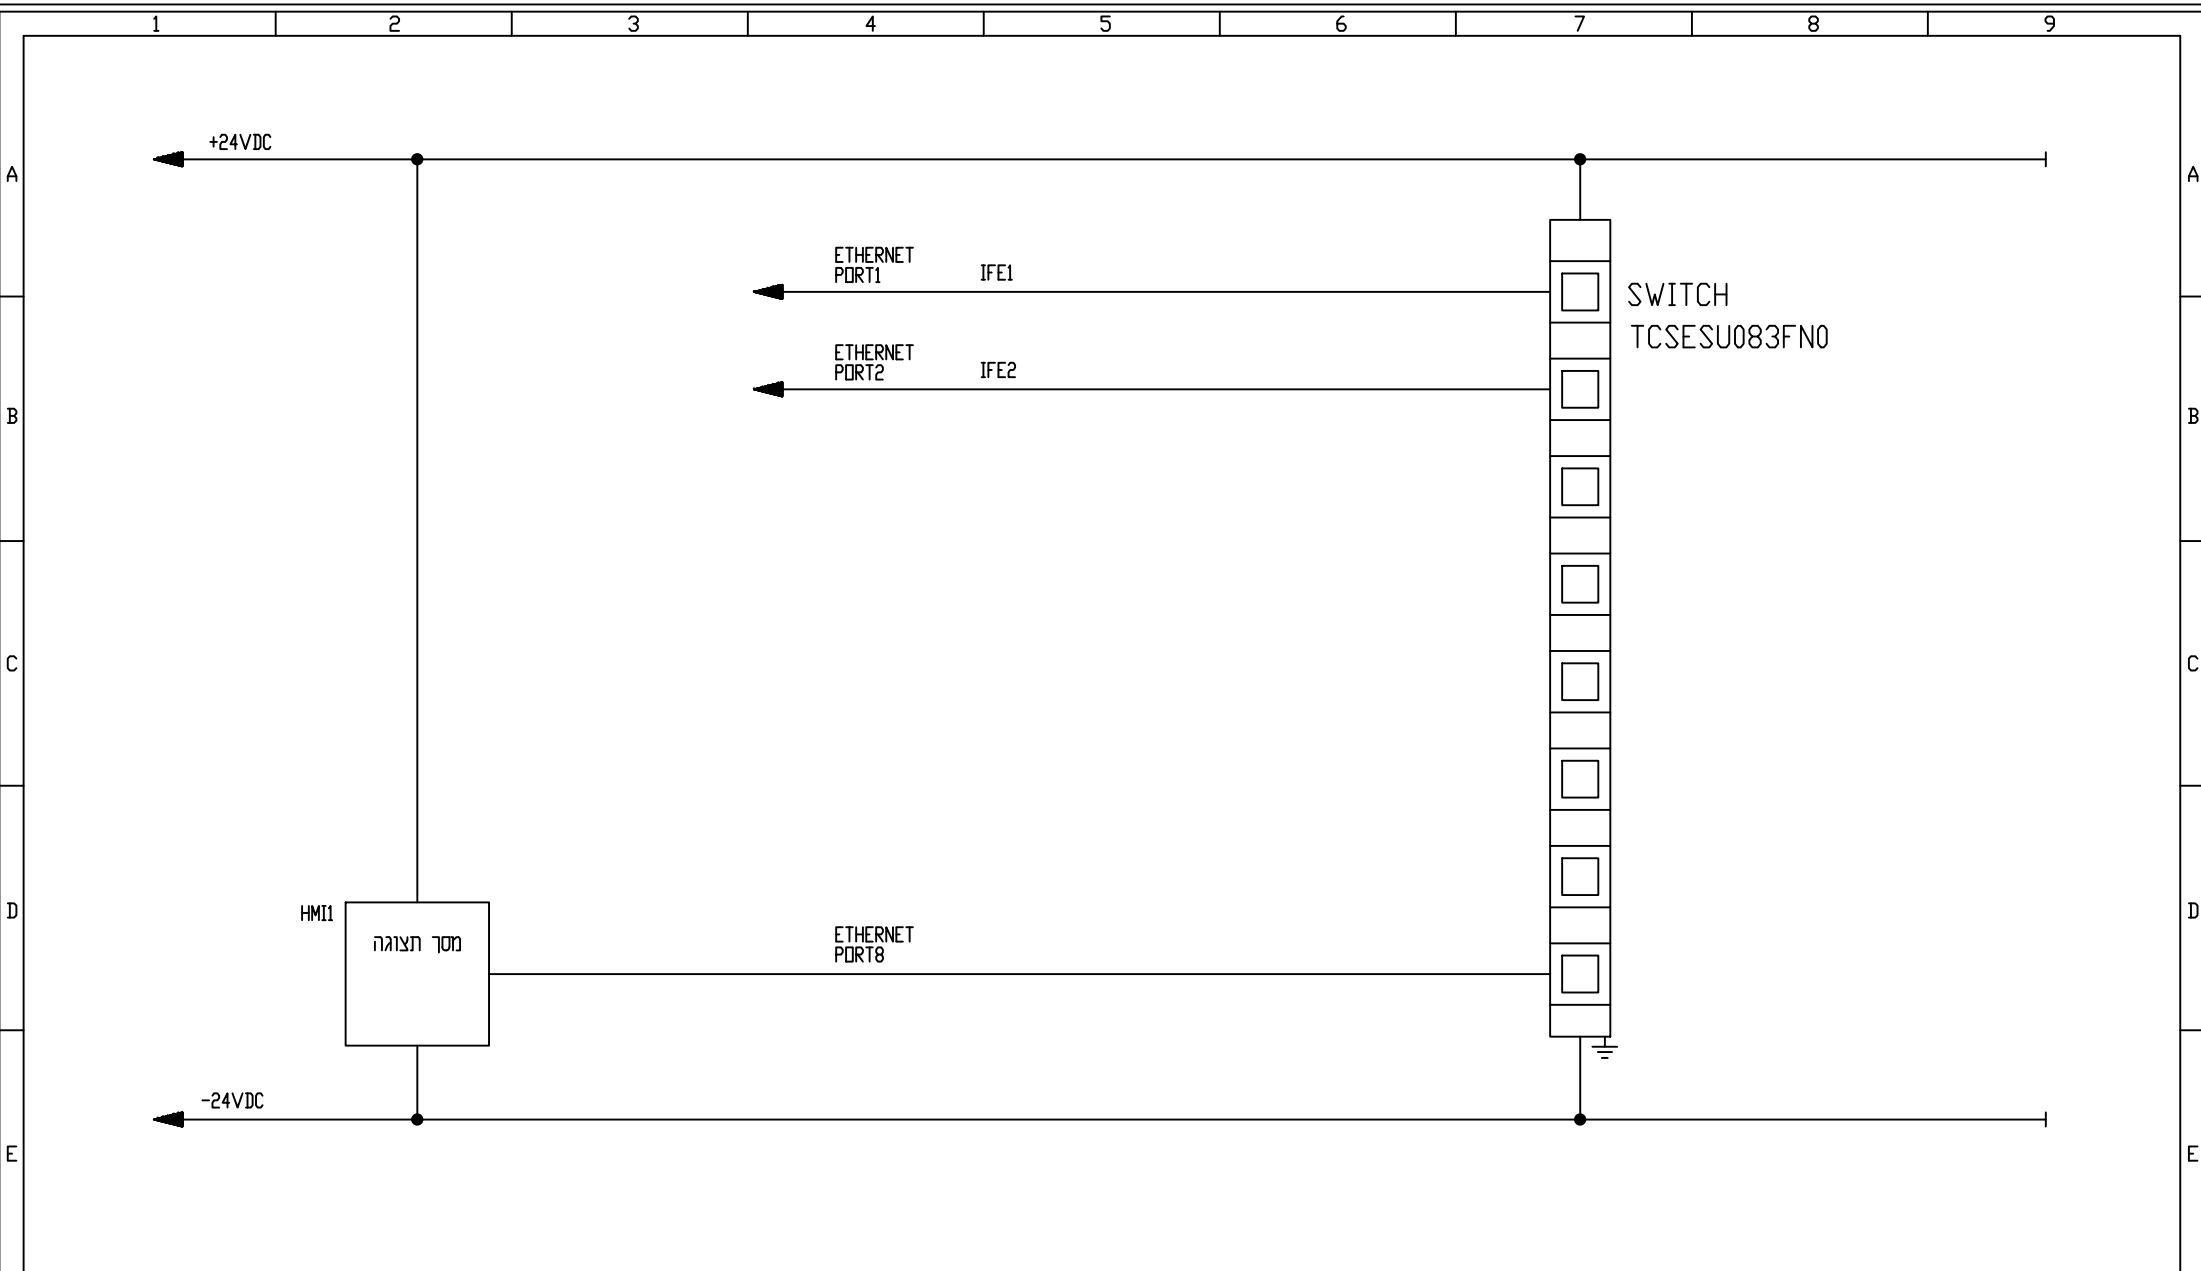 1 2 3 4 5 6 7 8 9
+24VDC
A A
ETHERNET
PORT1 IFE1
SWITCH
TCSESU083FN0
ETHERNET
PORT2 IFE2
B B
C C
HMI1
D D
מסך תצוגה
ETHERNET
PORT8
-24VDC
E E